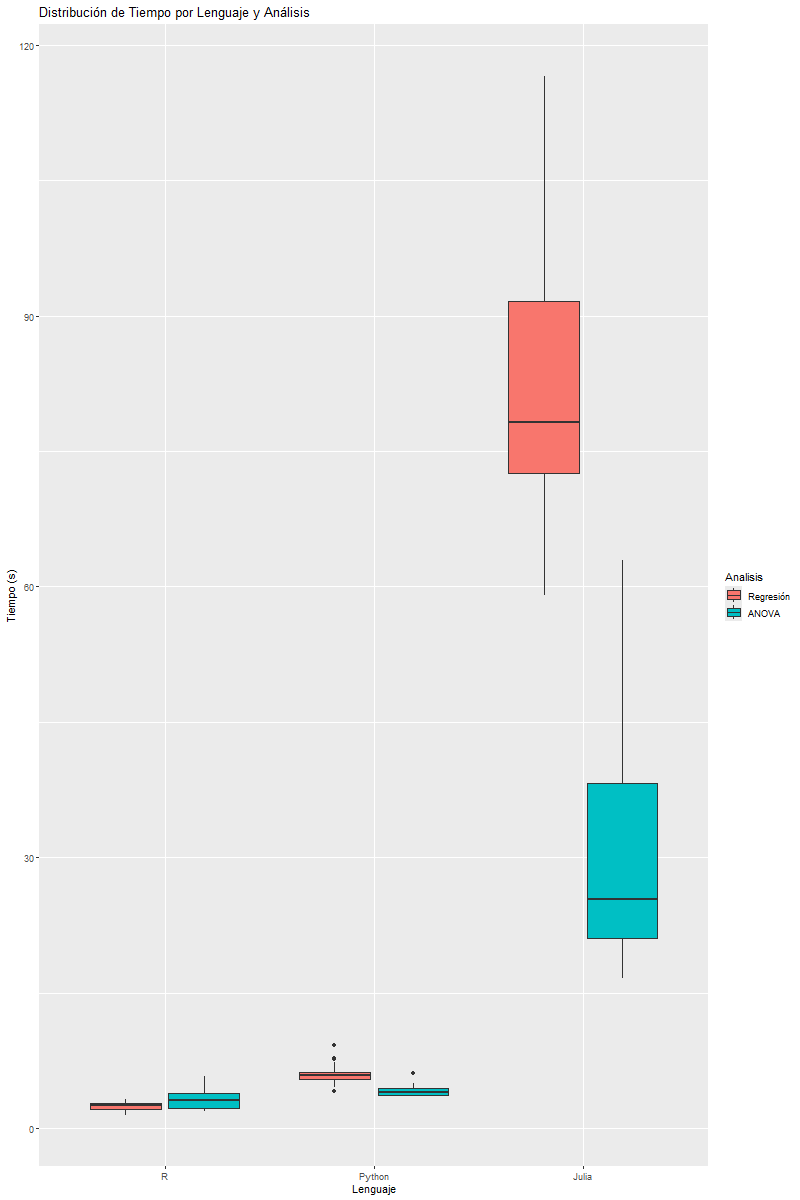 Distribución de Tiempo por Lenguaje y Análisis
120
90
60
30
0
Tiempo (s)
R
Python
Julia
Lenguaje
Analisis
Regresión
ANOVA